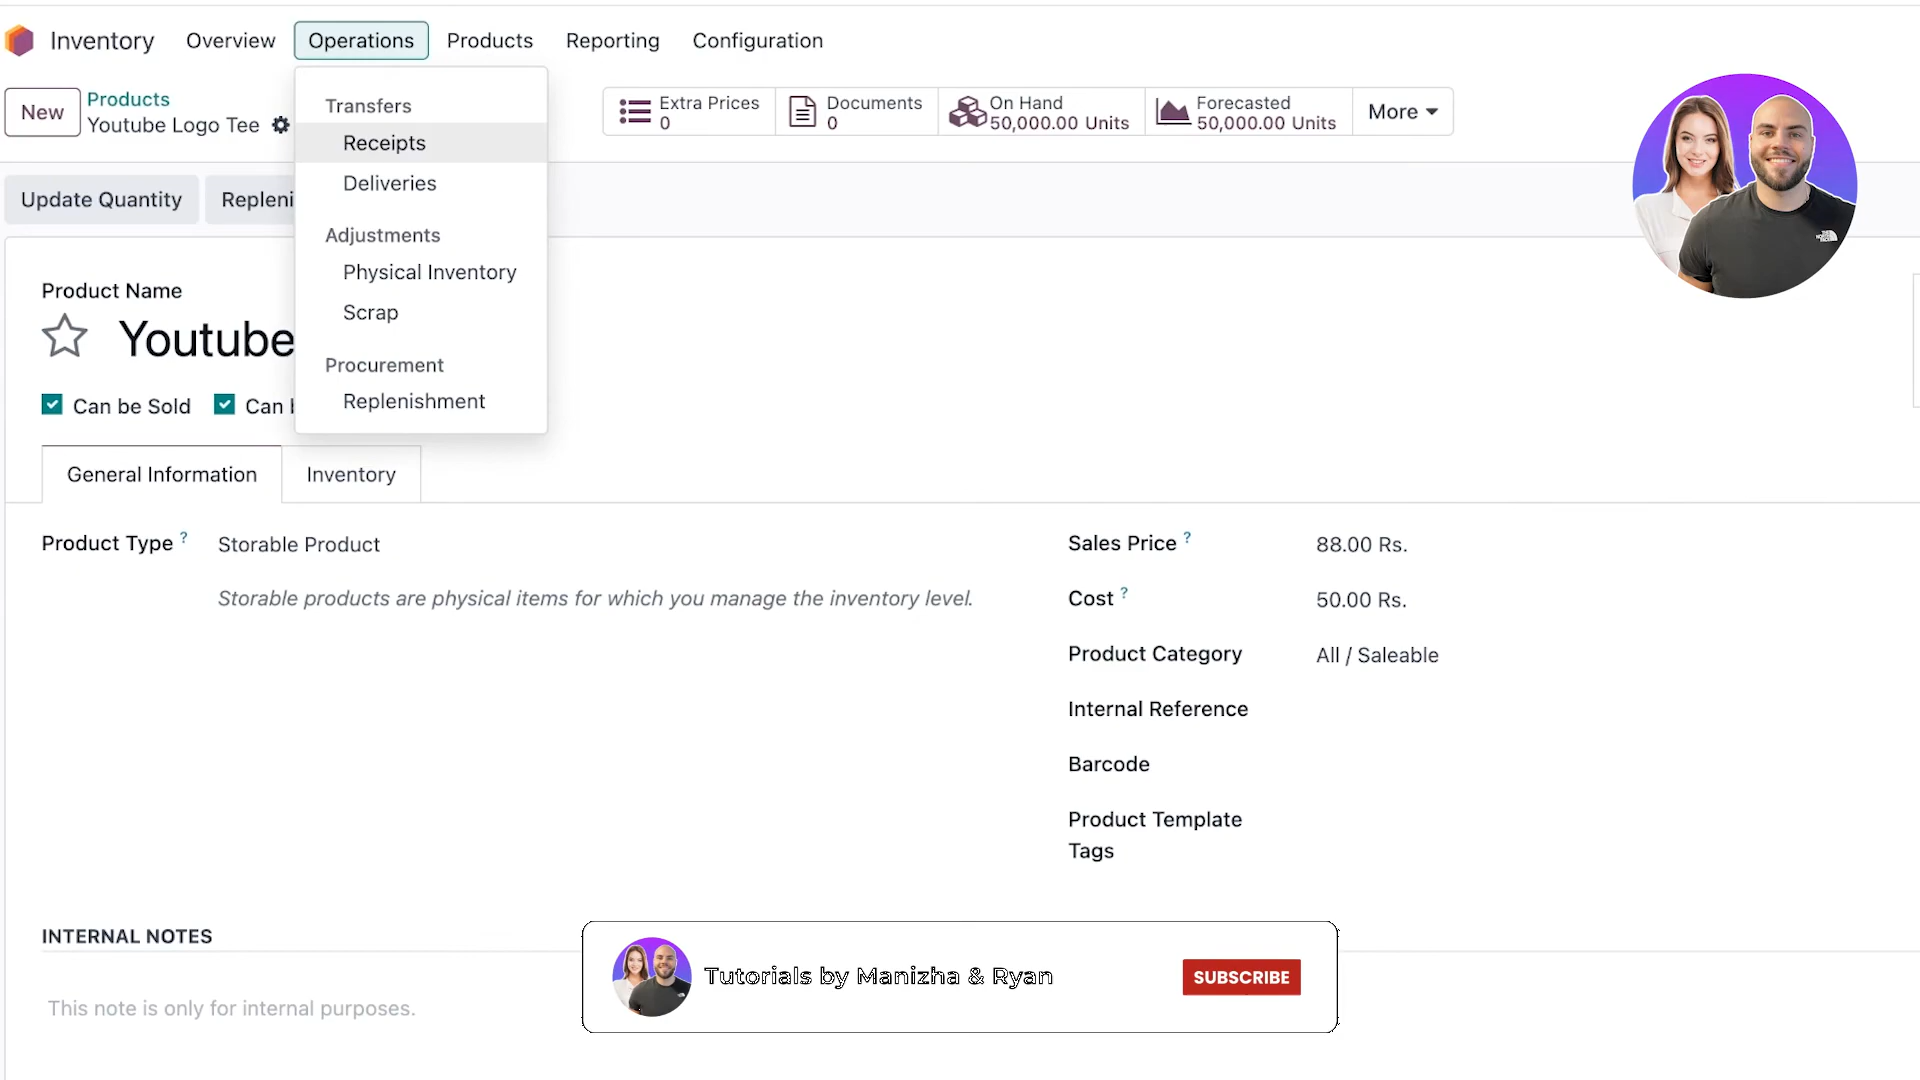 Inventory Overview Operations Products Reporting Configuration
New
Products
Youtube Logo Tee
Transfers
Receipts
Deliveries
Adjustments
Physical Inventory
Scrap
Procurement
Replenishment
Extra Prices
0
Documents
0
On Hand
50,000.00 Units
Forecasted
50,000.00 Units
More
Update Quantity
Repleni
Product Name
Youtube
Can be Sold
Can
General Information
Inventory
Product Type ? Storable Product
Storable products are physical items for which you manage the inventory level.
Sales Price ? 88.00 Rs.
Cost ? 50.00 Rs.
Product Category All / Saleable
Internal Reference
Barcode
Product Template
Tags
INTERNAL NOTES
This note is only for internal purposes.
Tutorials by Manizha & Ryan
SUBSCRIBE